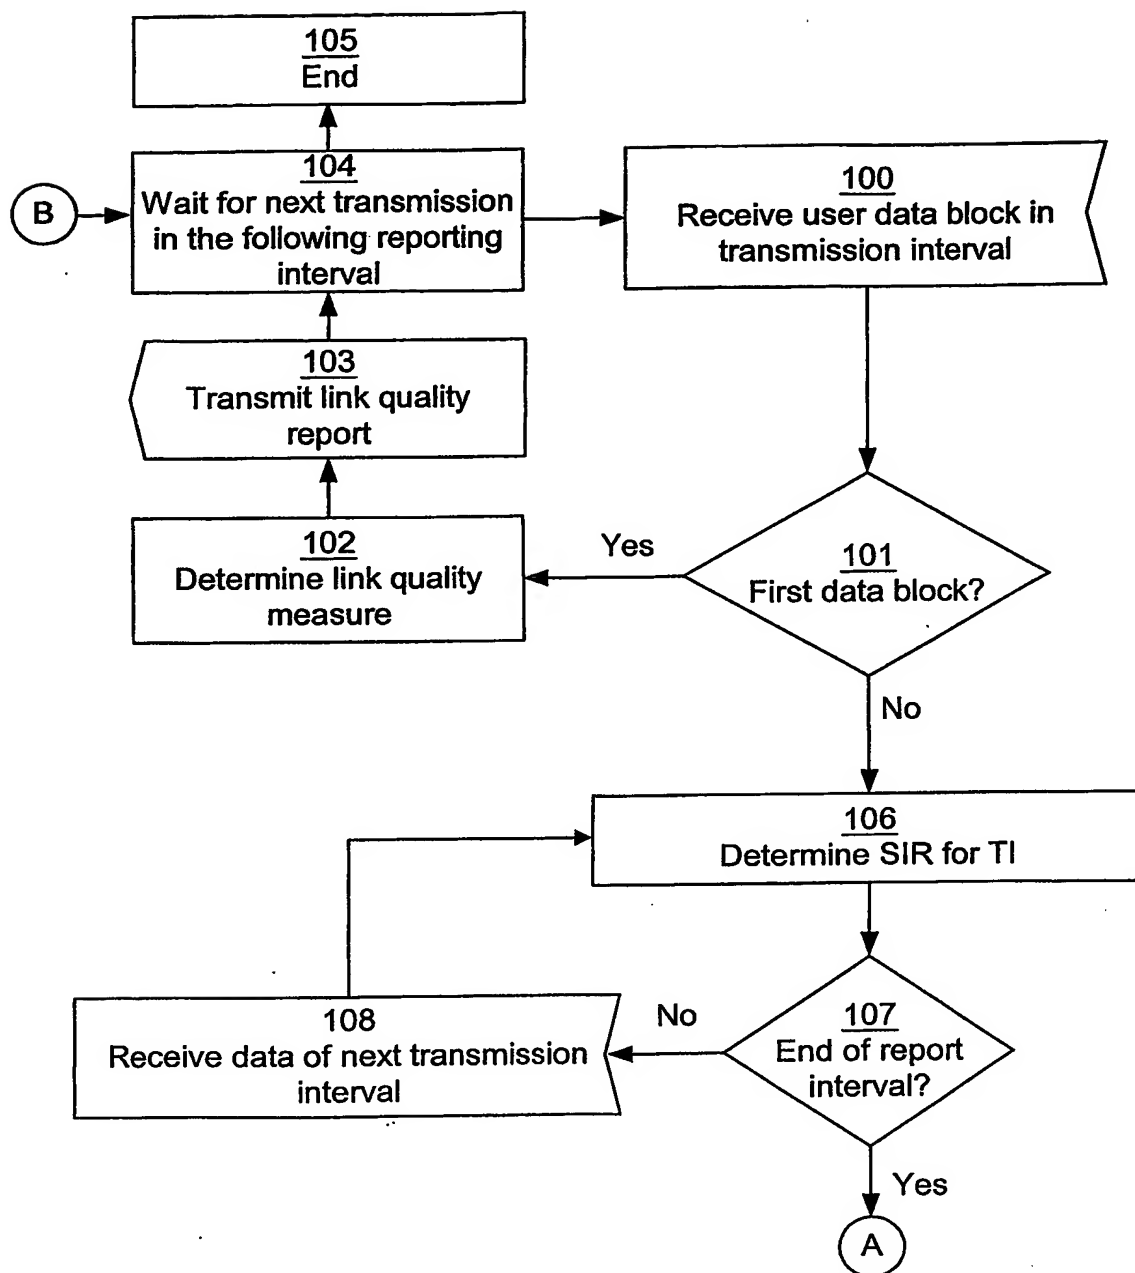 105
End
104
Wait for next transmission
in the following reporting
interval
B
100
Receive user data block in
transmission interval
103
Transmit link quality
report
102
Determine link quality
measure
Yes
101
First data block?
No
106
Determine SIR for TI
108
Receive data of next transmission
interval
No
107
End of report
interval?
Yes
A